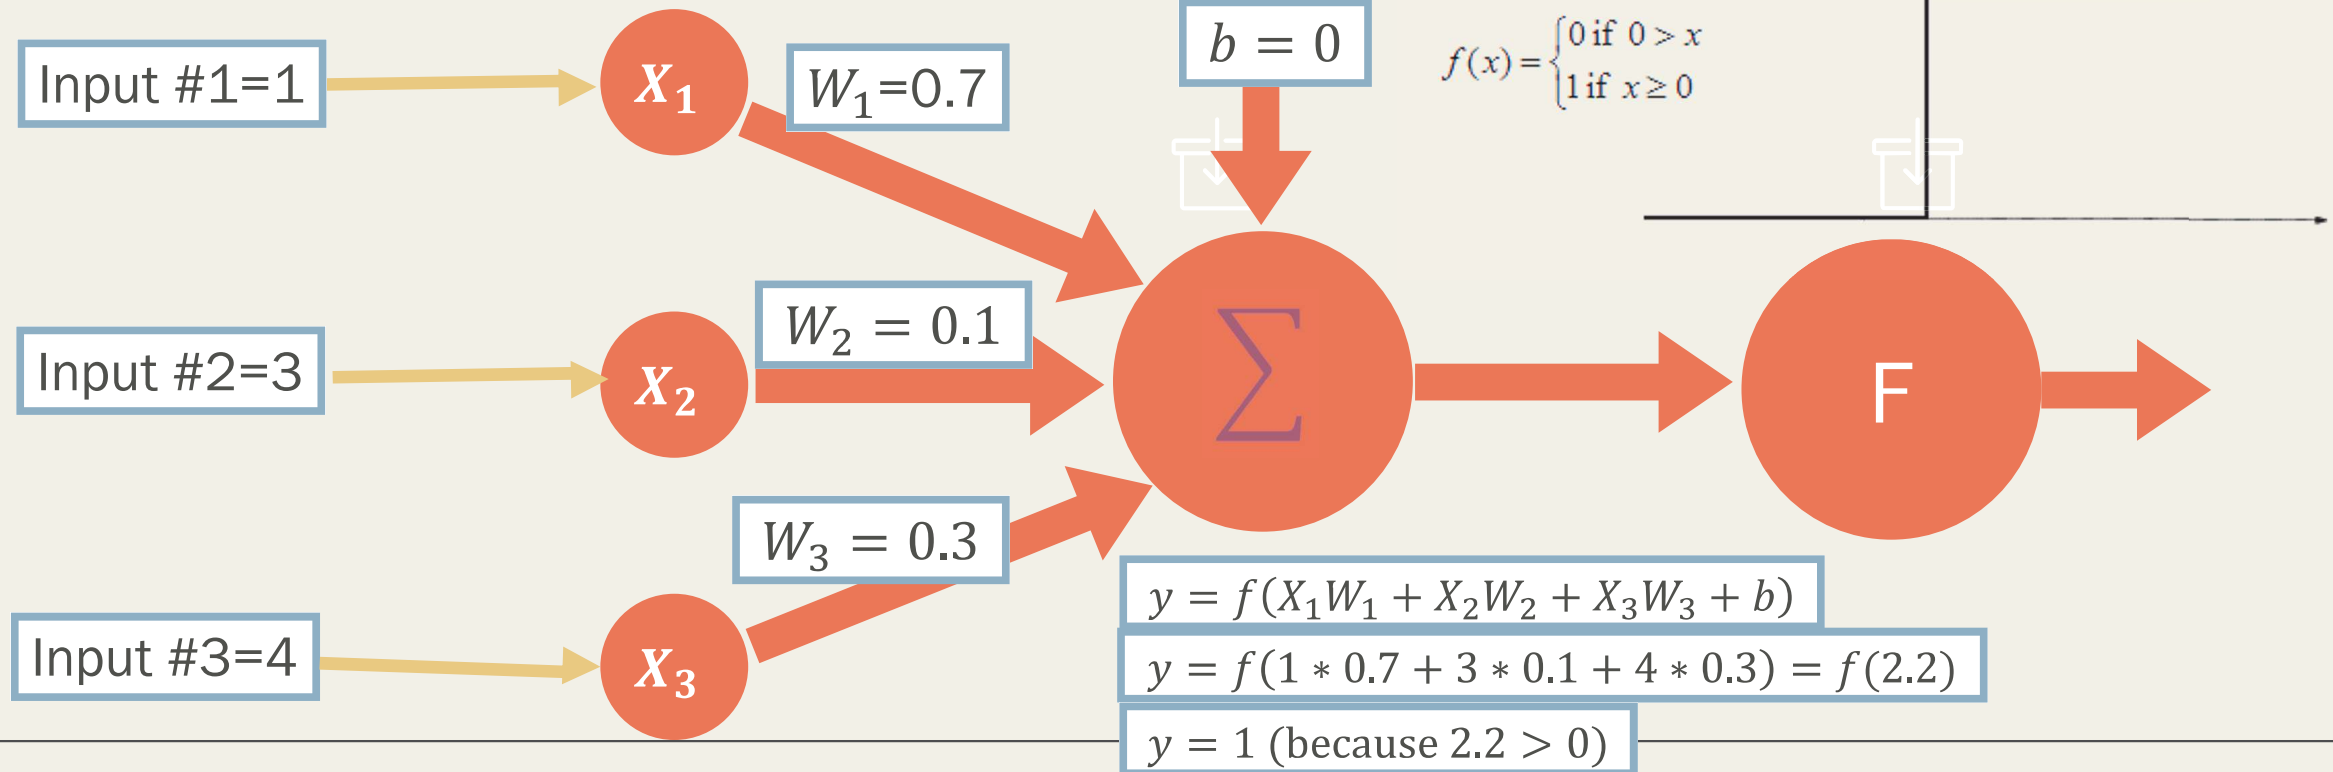 Input #1=1
X₁
W₁=0.7
b = 0
f(x) = {0 if 0 > x
1 if x ≥ 0
Input #2=3
X₂
W₂ = 0.1
∑
F
Input #3=4
X₃
W₃ = 0.3
y = f(X₁W₁ + X₂W₂ + X₃W₃ + b)
y = f(1 * 0.7 + 3 * 0.1 + 4 * 0.3) = f(2.2)
y = 1 (because 2.2 > 0)